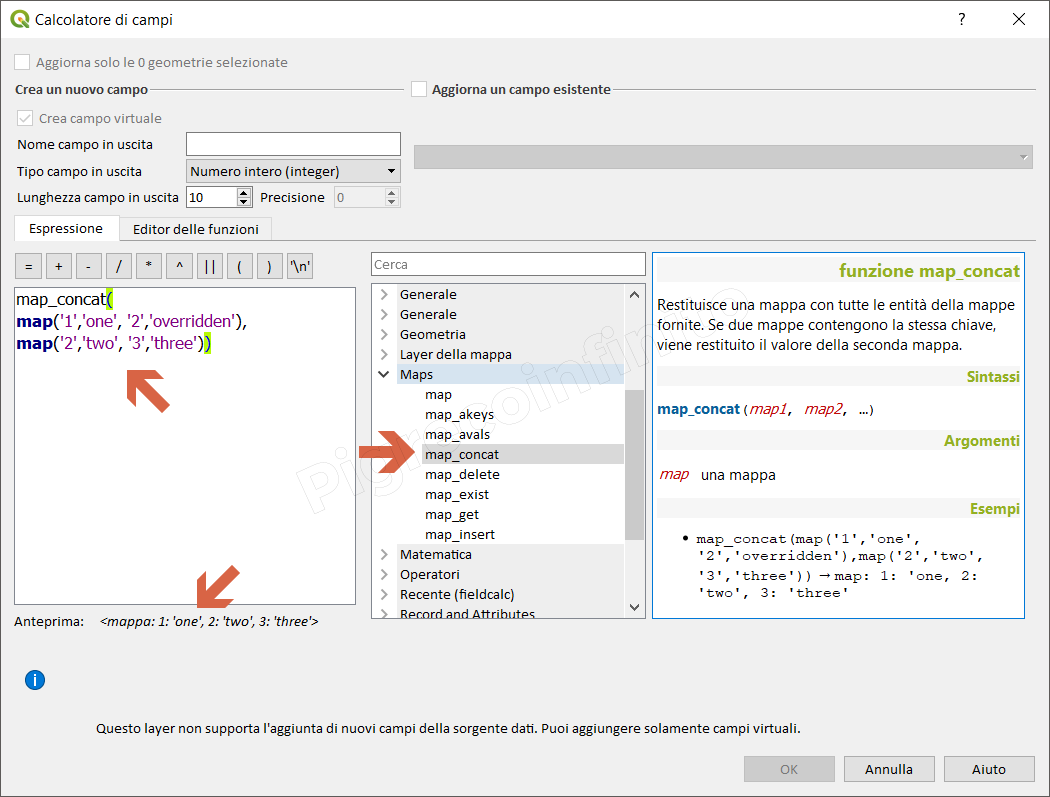 Calcolatore di campi
?
Aggiorna solo le 0 geometrie selezionate
Crea un nuovo campo
Aggiorna un campo esistente
Crea campo virtuale
Nome campo in uscita
Tipo campo in uscita Numero intero (integer)
Lunghezza campo in uscita 10 Precisione 0
Espressione Editor delle funzioni
= + - / * ^ || ( ) '\n'
map_concat(
map('1','one', '2','overridden'),
map('2','two', '3','three'))
Anteprima: <mappa: 1: 'one', 2: 'two', 3: 'three'>
Cerca
Generale
Generale
Geometria
Layer della mappa
Maps
map
map_akeys
map_avals
map_concat
map_delete
map_exist
map_get
map_insert
Matematica
Operatori
Recente (fieldcalc)
Record and Attributes
funzione map_concat
Restituisce una mappa con tutte le entità della mappe
fornite. Se due mappe contengono la stessa chiave,
viene restituito il valore della seconda mappa.
Sintassi
map_concat(map1, map2, …)
Argomenti
map una mappa
Esempi
• map_concat(map('1','one',
'2','overridden'),map('2','two',
'3','three')) → map: 1: 'one, 2:
'two', 3: 'three'
Questo layer non supporta l'aggiunta di nuovi campi della sorgente dati. Puoi aggiungere solamente campi virtuali.
OK Annulla Aiuto